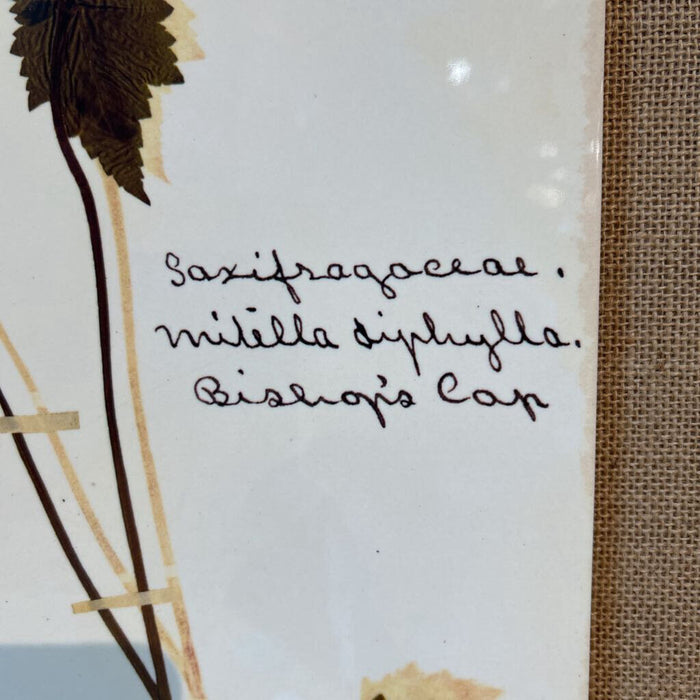 Saxifragaceae.
Mitella diphylla.
Bishop's Cap